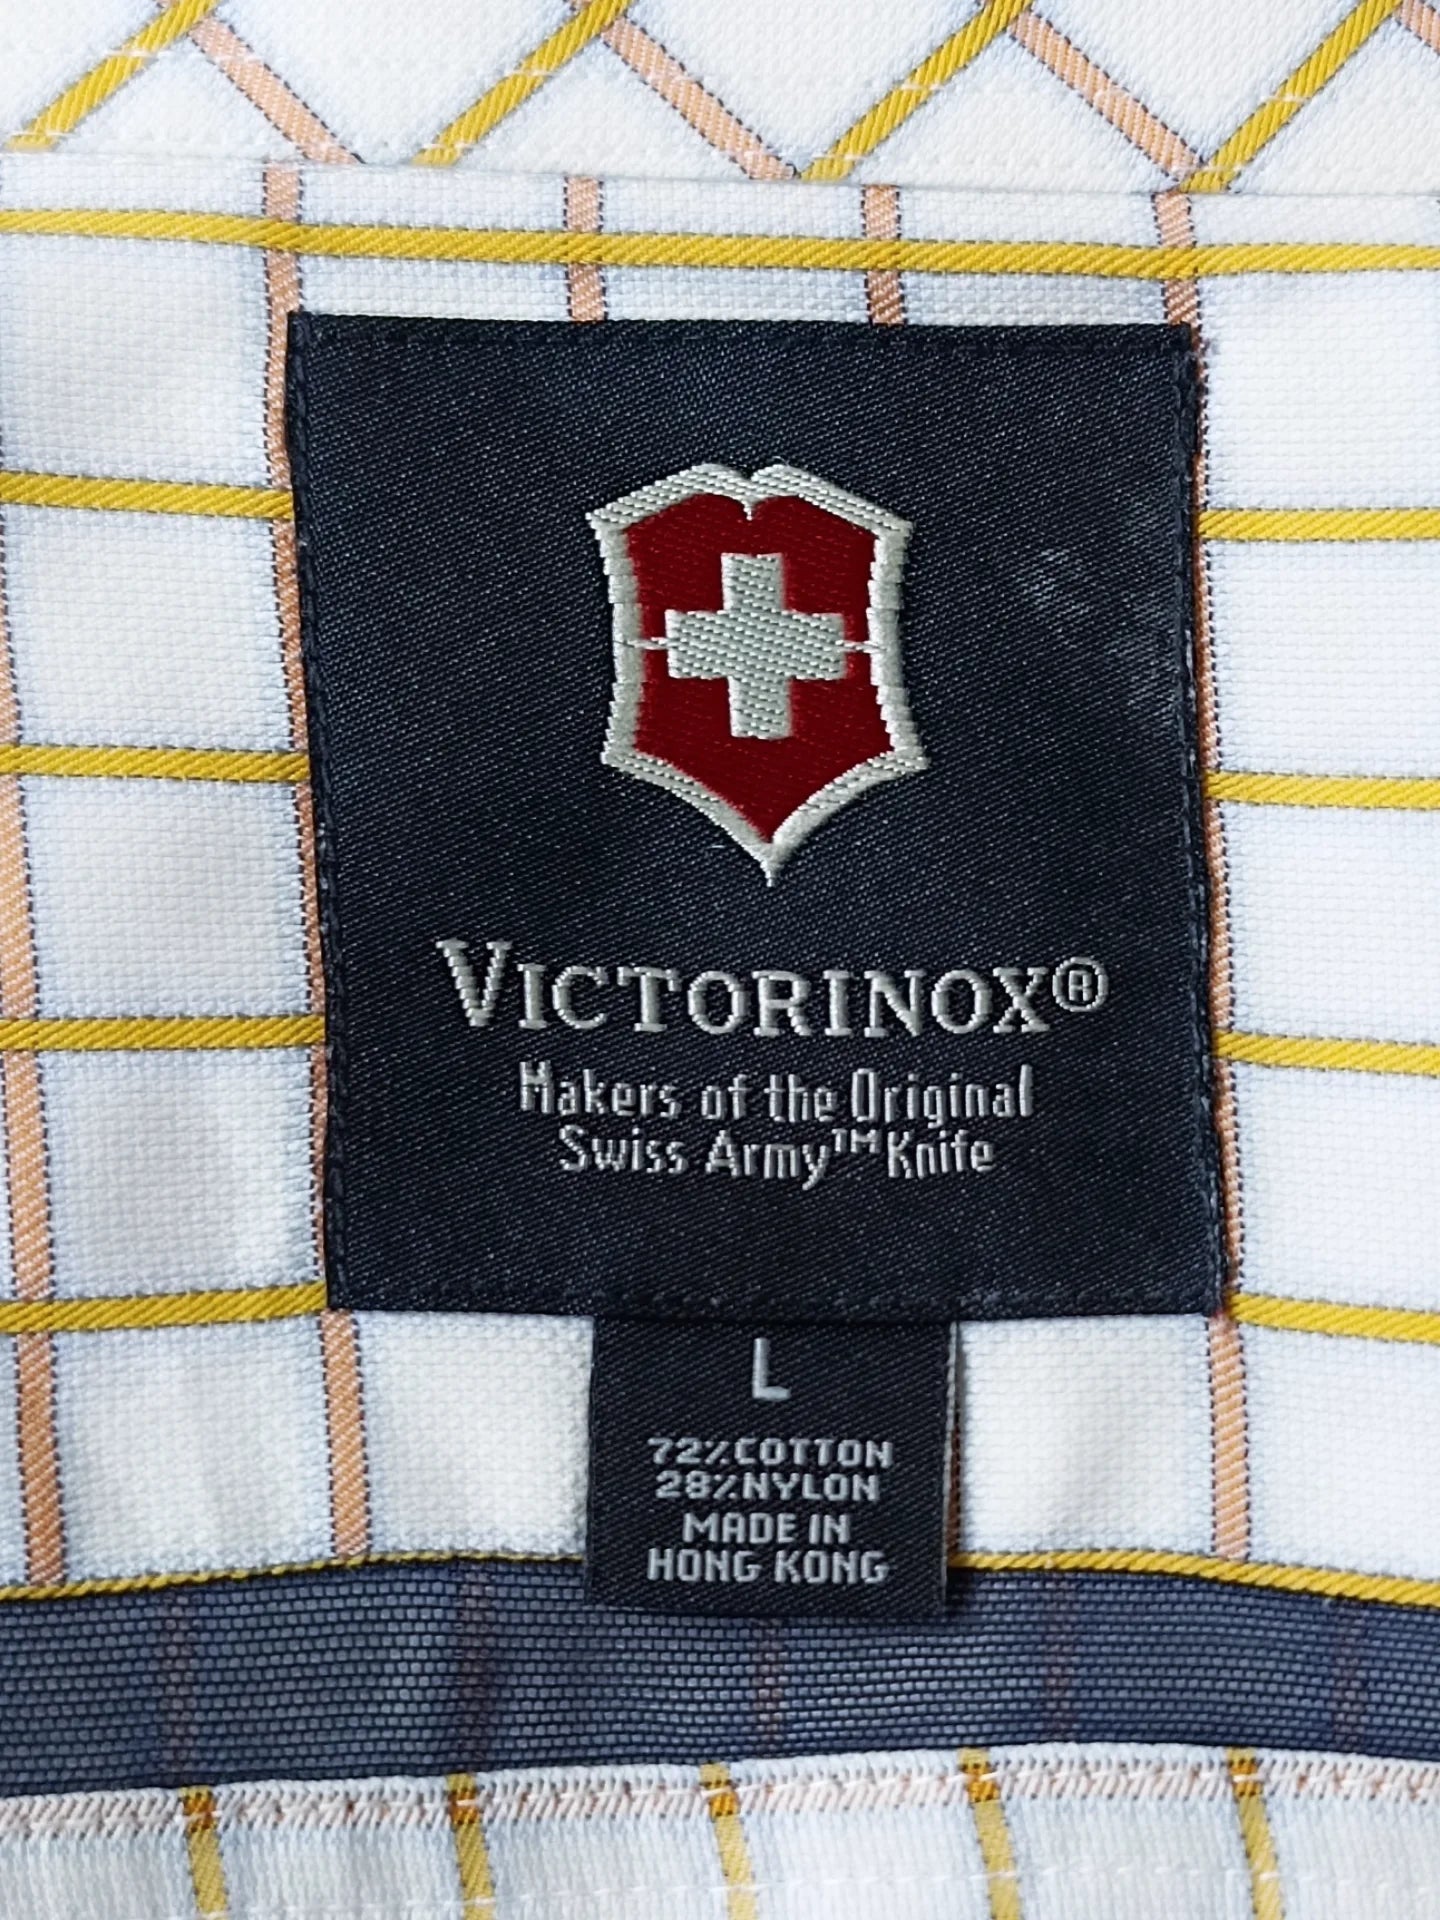 VICTORINOX®
Makers of the Original
Swiss Army™ Knife
L
72%COTTON
28%NYLON
MADE IN
HONG KONG